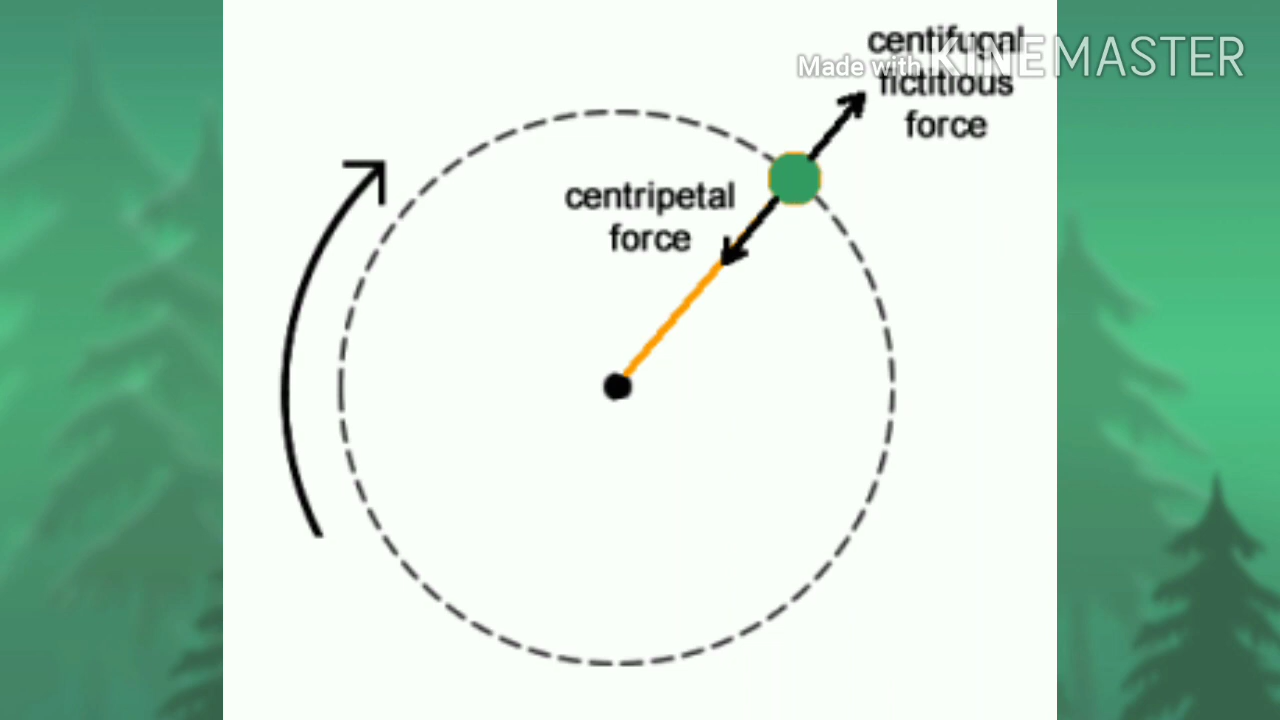 centifugal
Made with KINEMASTER
fictitious
force
centripetal
force